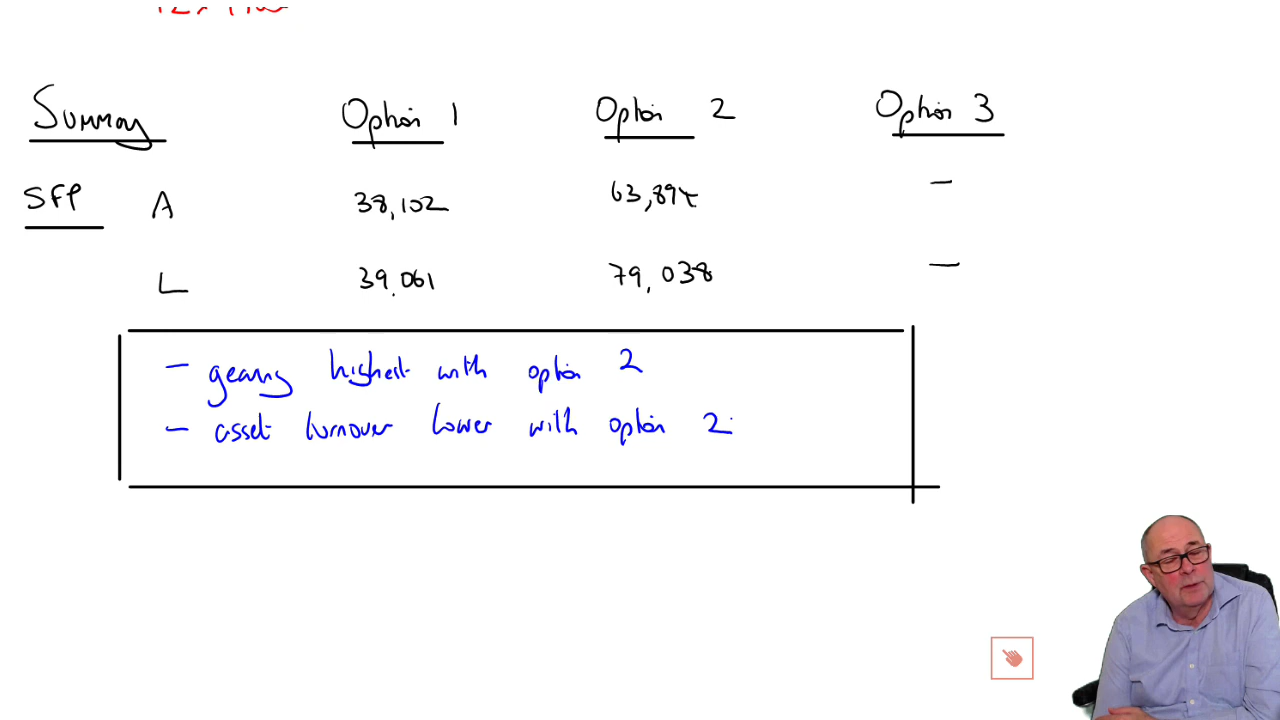 Summary Option 1 Option 2 Option 3
SFP A 38,102 63,894 -
L 39,061 79,038 -
- gearing highest with option 2
- asset turnover lower with option 2